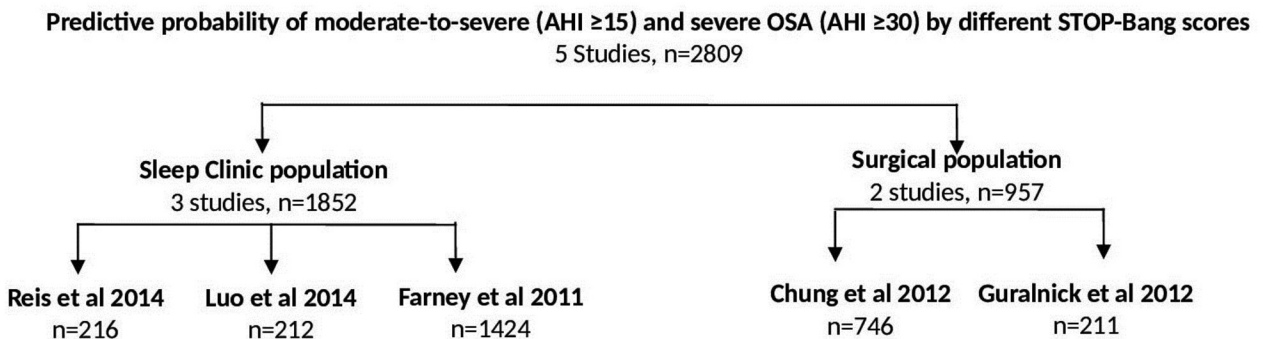 Predictive probability of moderate-to-severe (AHI ≥15) and severe OSA (AHI ≥30) by different STOP-Bang scores
5 Studies, n=2809
Sleep Clinic population
3 studies, n=1852
Surgical population
2 studies, n=957
Reis et al 2014
n=216
Luo et al 2014
n=212
Farney et al 2011
n=1424
Chung et al 2012
n=746
Guralnick et al 2012
n=211